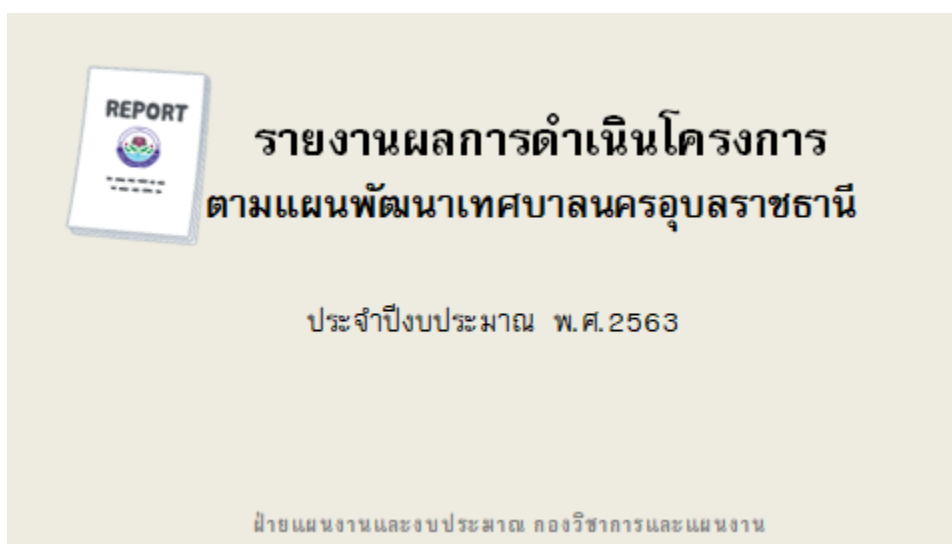 REPORT
รายงานผลการดำเนินโครงการ
ตามแผนพัฒนาเทศบาลนครอุบลราชธานี
ประจำปีงบประมาณ พ.ศ.2563
ฝ่ายแผนงานและงบประมาณ กองวิชาการและแผนงาน